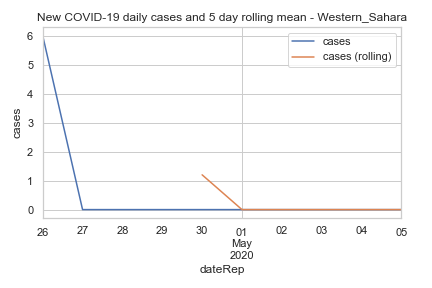 New COVID-19 daily cases and 5 day rolling mean - Western_Sahara
cases
cases (rolling)
6
5
4
3
2
1
0
cases
26 27 28 29 30 01 02 03 04 05
May
2020
dateRep